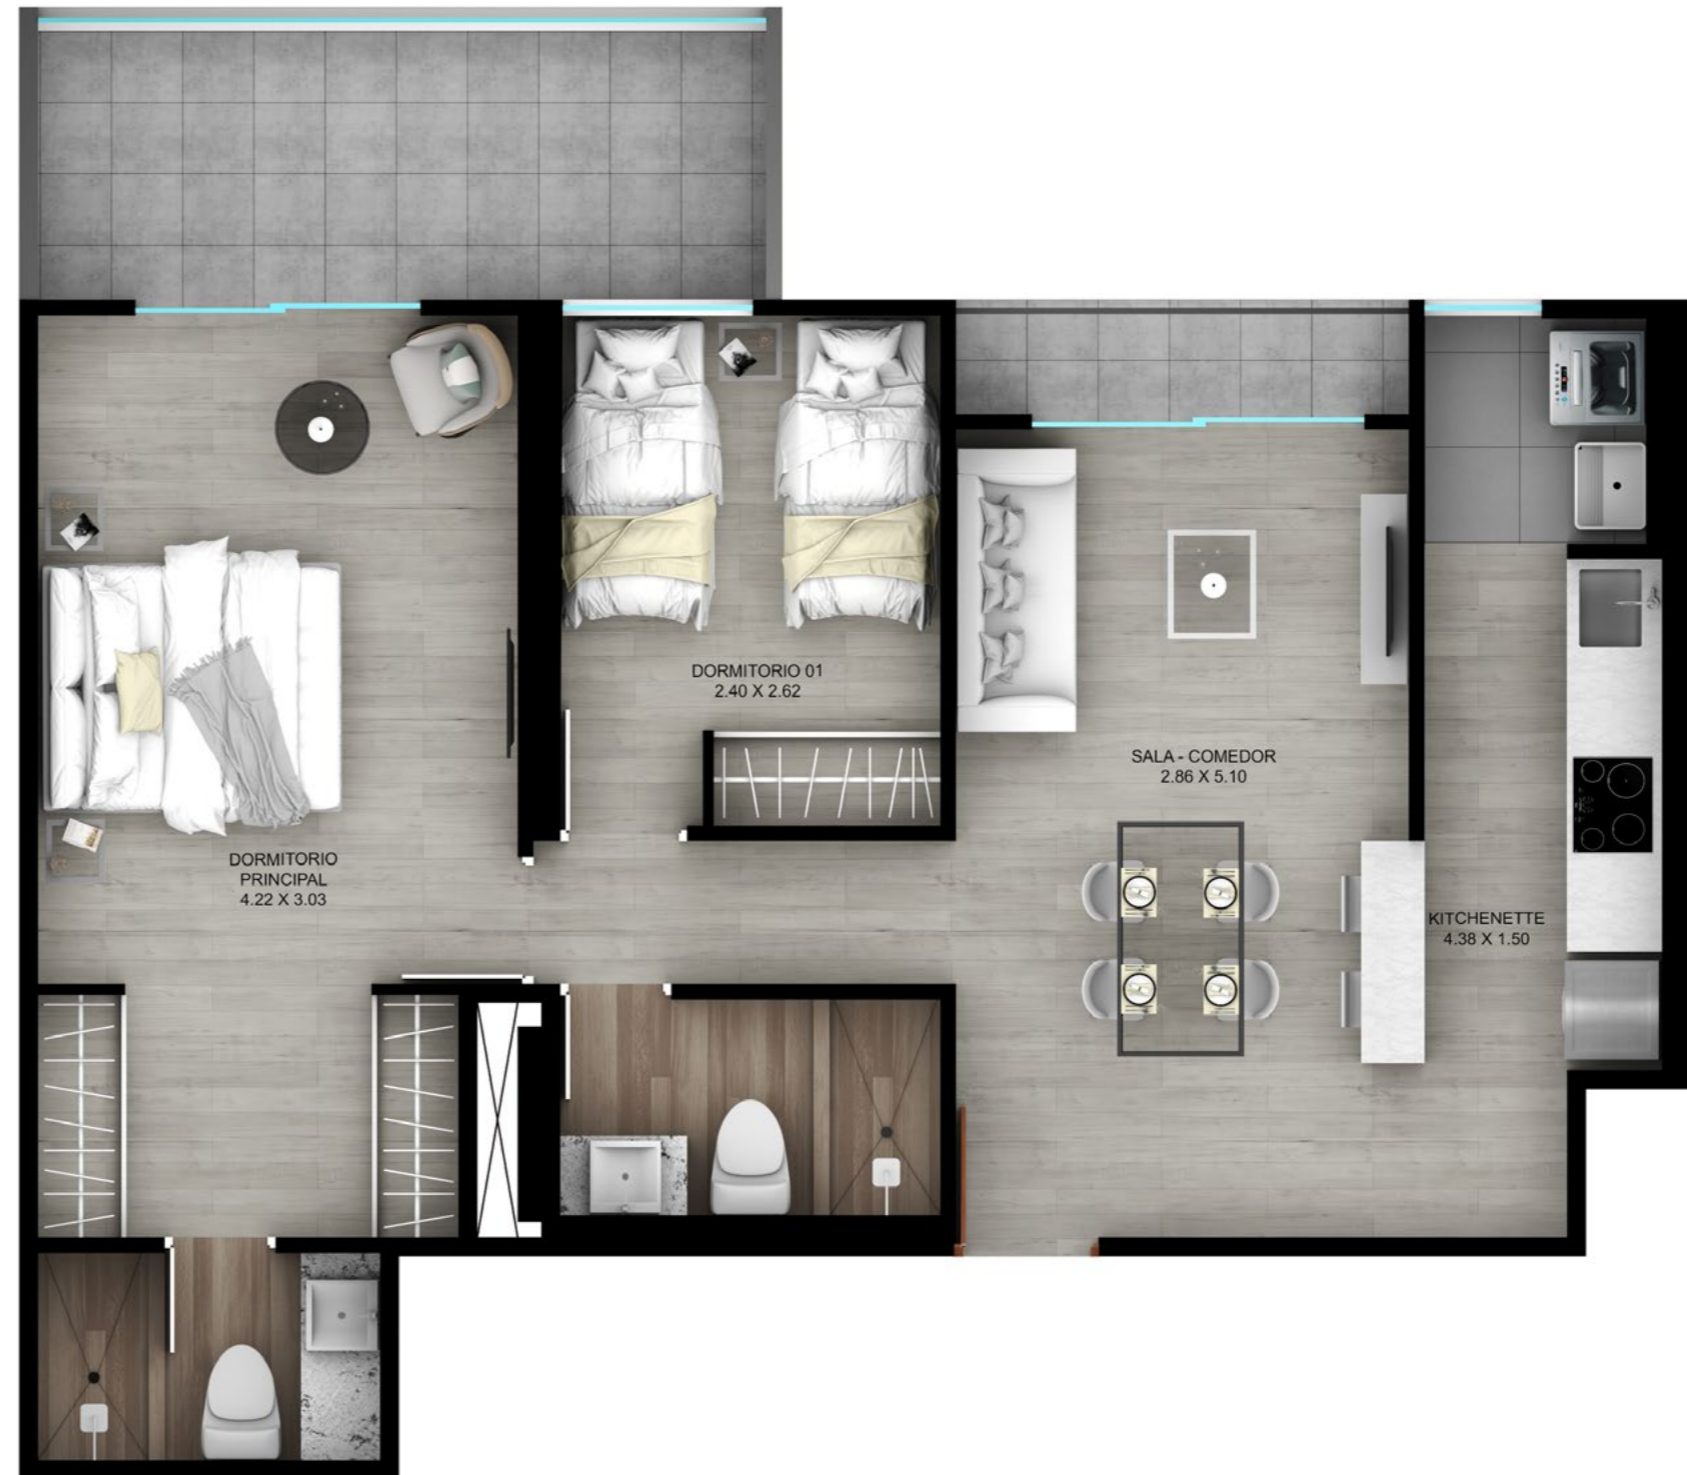 DORMITORIO 01
2.40 X 2.62
SALA - COMEDOR
2.86 X 5.10
DORMITORIO
PRINCIPAL
4.22 X 3.03
KITCHENETTE
4.38 X 1.50